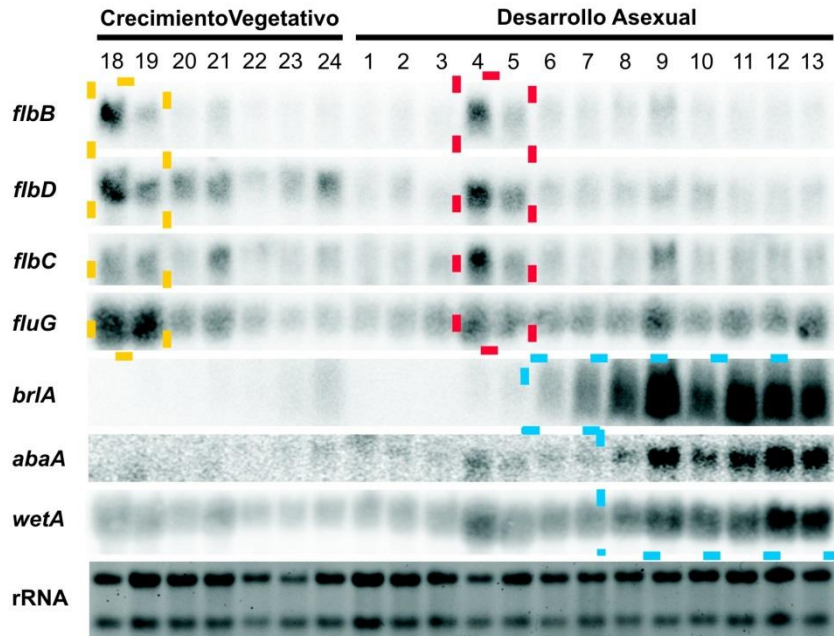 CrecimientoVegetativo Desarrollo Asexual
18 19 20 21 22 23 24 1 2 3 4 5 6 7 8 9 10 11 12 13
flbB
flbD
flbC
fluG
brlA
abaA
wetA
rRNA